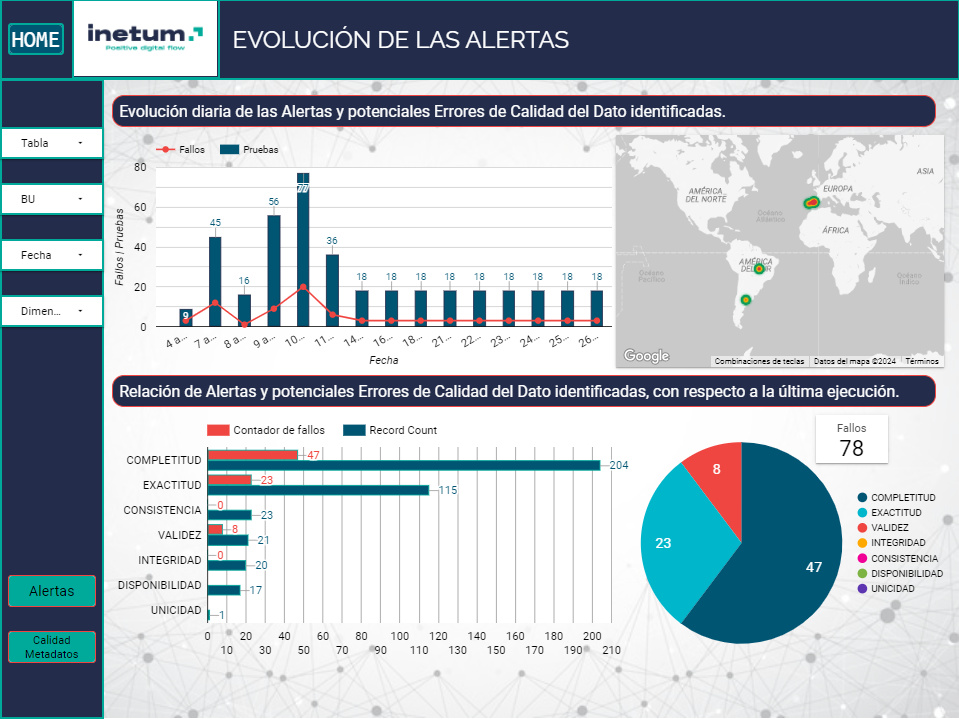 HOME
inetum.
Positive digital flow
EVOLUCIÓN DE LAS ALERTAS
Tabla
BU
Fecha
Dimen...
Alertas
Calidad
Metadatos
Evolución diaria de las Alertas y potenciales Errores de Calidad del Dato identificadas.
Fallos Pruebas
Fallos | Pruebas
80
60
40
20
0
9 45 16 56 77 36 18 18 18 18 18 18 18 18 18
4 a... 7 a... 8 a... 9 a... 10... 11... 14... 16... 18... 21... 22... 23... 24... 25... 26...
Fecha
AMÉRICA
DEL NORTE
EUROPA
ASIA
Océano
Atlántico
ÁFRICA
AMÉRICA
Océano
Pacífico
Océano
Índico
Google
Combinaciones de teclas Datos del mapa ©2024 Términos
Relación de Alertas y potenciales Errores de Calidad del Dato identificadas, con respecto a la última ejecución.
Contador de fallos Record Count
COMPLETITUD 47 204
EXACTITUD 23 115
CONSISTENCIA 0 23
VALIDEZ 8 21
INTEGRIDAD 0 20
DISPONIBILIDAD 17
UNICIDAD 1
0 20 40 60 80 100 120 140 160 180 200
10 30 50 70 90 110 130 150 170 190 210
Fallos
78
8
23
47
COMPLETITUD
EXACTITUD
VALIDEZ
INTEGRIDAD
CONSISTENCIA
DISPONIBILIDAD
UNICIDAD